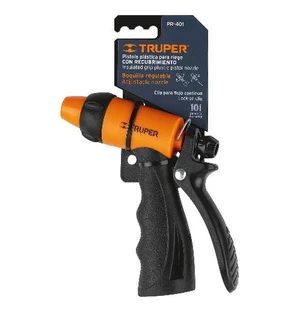 PR-401
TRUPER
Pistola plástica para riego
CON RECUBRIMIENTO
Insulated grip plastic pistol nozzle
Boquilla regulable
Adjustable nozzle
Clip para flujo continuo
Lock-on clip
10
TRUPER